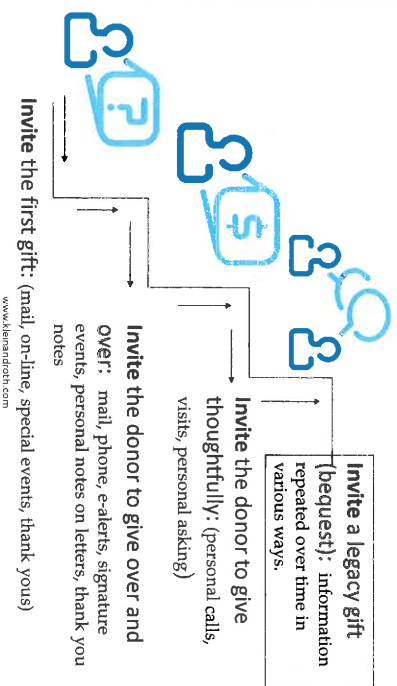 ?
$
Invite a legacy gift
(bequest): information
repeated over time in
various ways.
Invite the donor to give
thoughtfully: (personal calls,
visits, personal asking)
Invite the donor to give over and
over: mail, phone, e-alerts, signature
events, personal notes on letters, thank you
notes
Invite the first gift: (mail, on-line, special events, thank yous)
www.kleinandroth.com